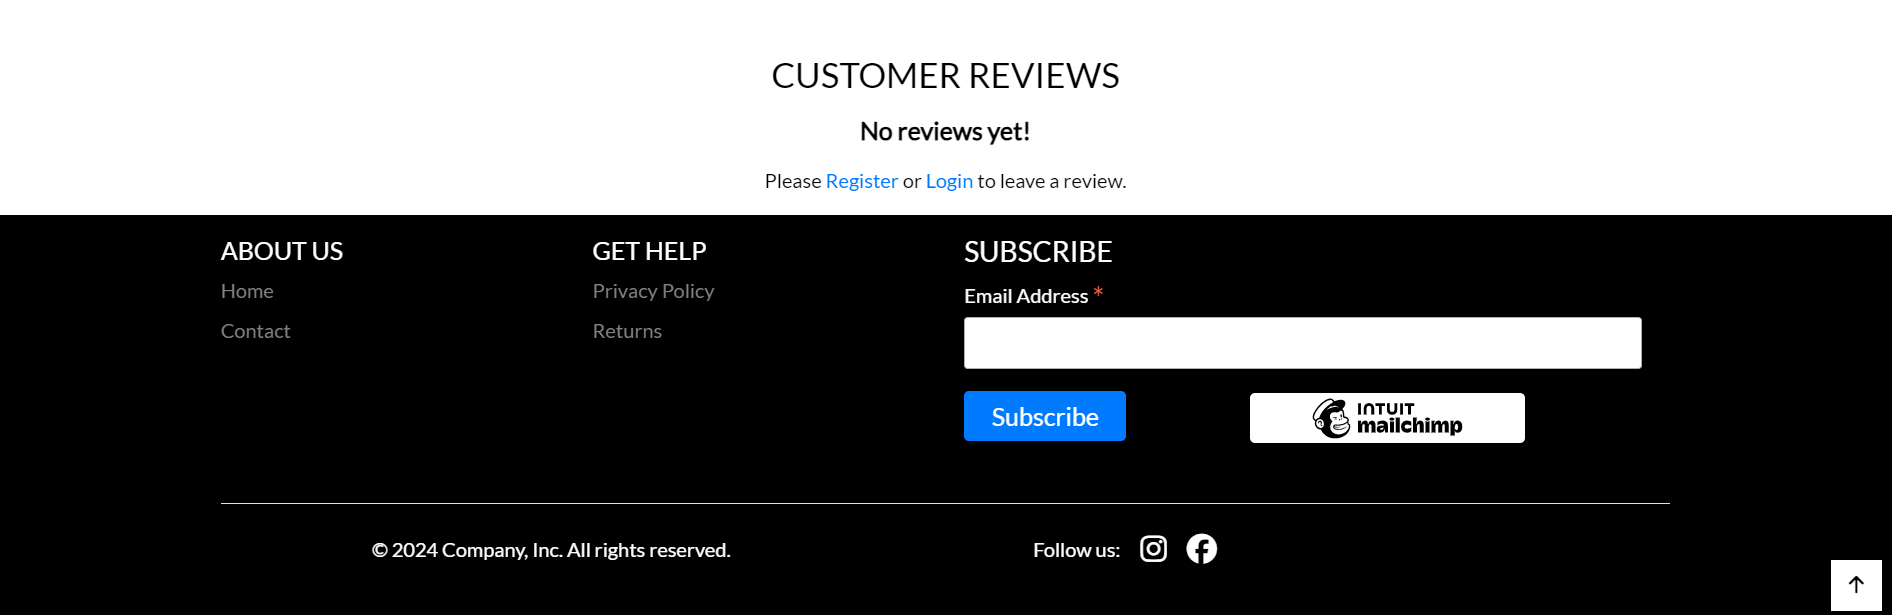 CUSTOMER REVIEWS
No reviews yet!
Please Register or Login to leave a review.
ABOUT US
Home
Contact
GET HELP
Privacy Policy
Returns
SUBSCRIBE
Email Address *
Subscribe
INTUIT
mailchimp
© 2024 Company, Inc. All rights reserved.
Follow us: